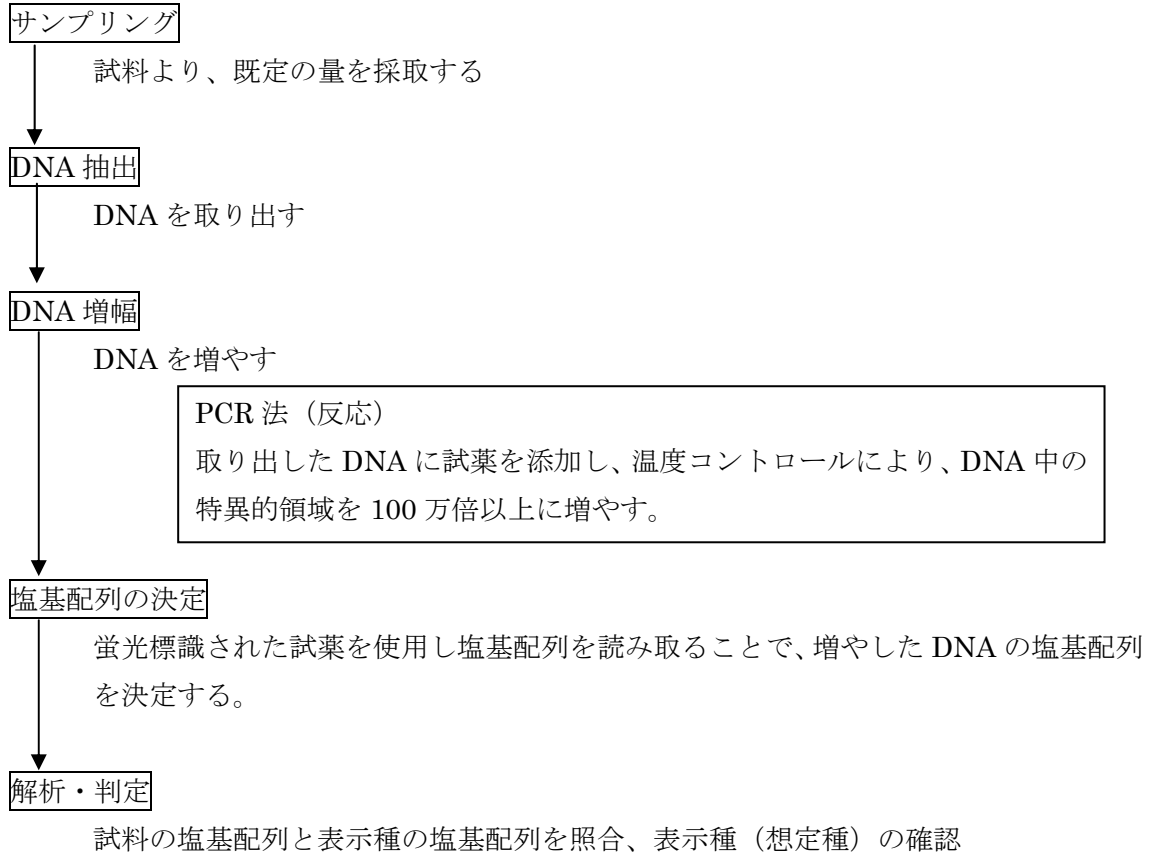 サンプリング
試料より、既定の量を採取する
DNA 抽出
DNA を取り出す
DNA 増幅
DNA を増やす
PCR 法（反応）
取り出した DNA に試薬を添加し、温度コントロールにより、DNA 中の
特異的領域を 100 万倍以上に増やす。
塩基配列の決定
蛍光標識された試薬を使用し塩基配列を読み取ることで、増やした DNA の塩基配列
を決定する。
解析・判定
試料の塩基配列と表示種の塩基配列を照合、表示種（想定種）の確認